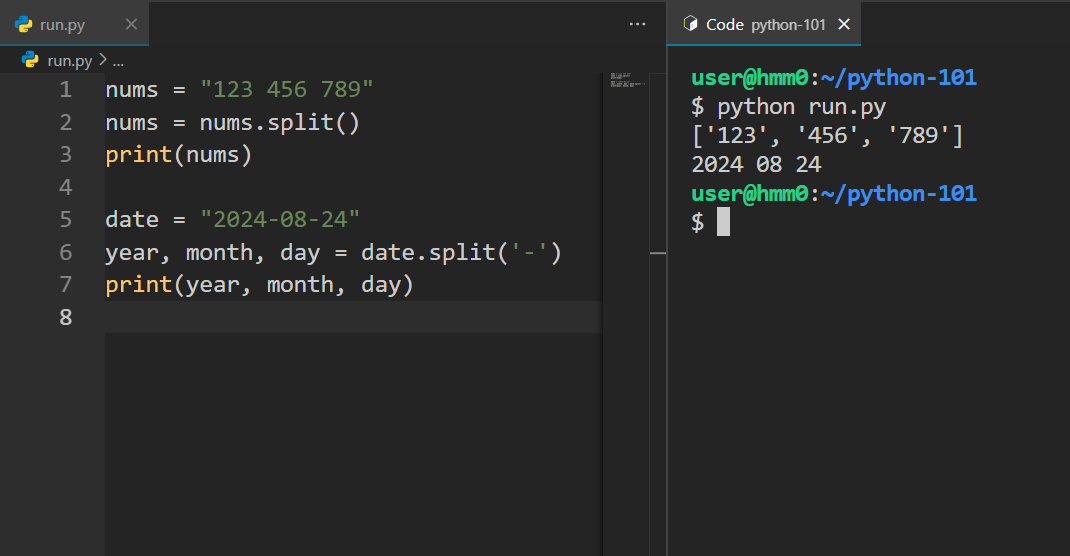 run.py
run.py > ...
1 nums = "123 456 789"
2 nums = nums.split()
3 print(nums)
4
5 date = "2024-08-24"
6 year, month, day = date.split('-')
7 print(year, month, day)
8
Code python-101
user@hmm0:~/python-101
$ python run.py
['123', '456', '789']
2024 08 24
user@hmm0:~/python-101
$